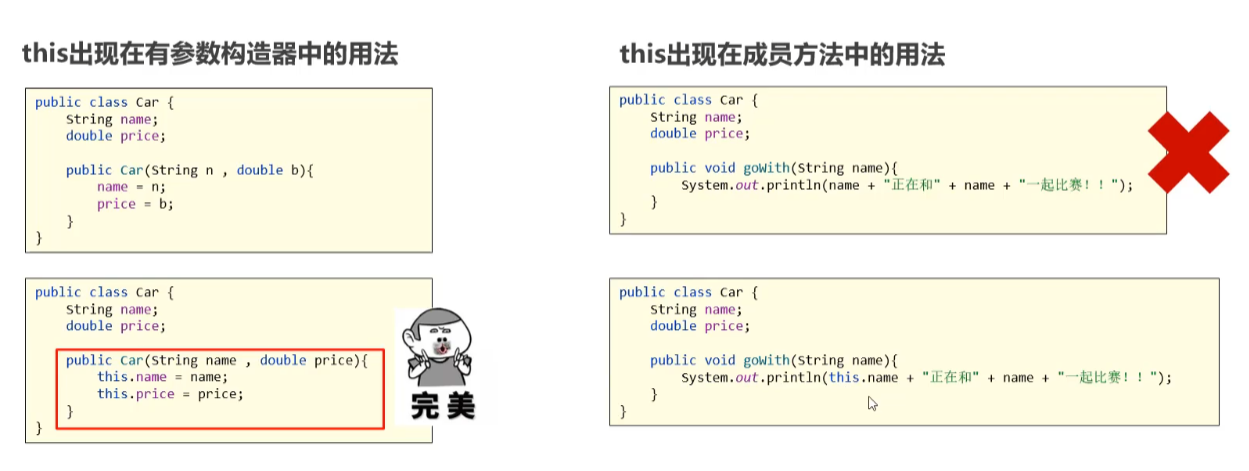 this出现在有参数构造器中的用法
public class Car {
String name;
double price;
public Car(String n , double b){
name = n;
price = b;
}
}
public class Car {
String name;
double price;
public Car(String name , double price){
this.name = name;
this.price = price;
}
}
完美
this出现在成员方法中的用法
public class Car {
String name;
double price;
public void goWith(String name){
System.out.println(name + "正在和" + name + "一起比赛！！");
}
}
public class Car {
String name;
double price;
public void goWith(String name){
System.out.println(this.name + "正在和" + name + "一起比赛！！");
}
}